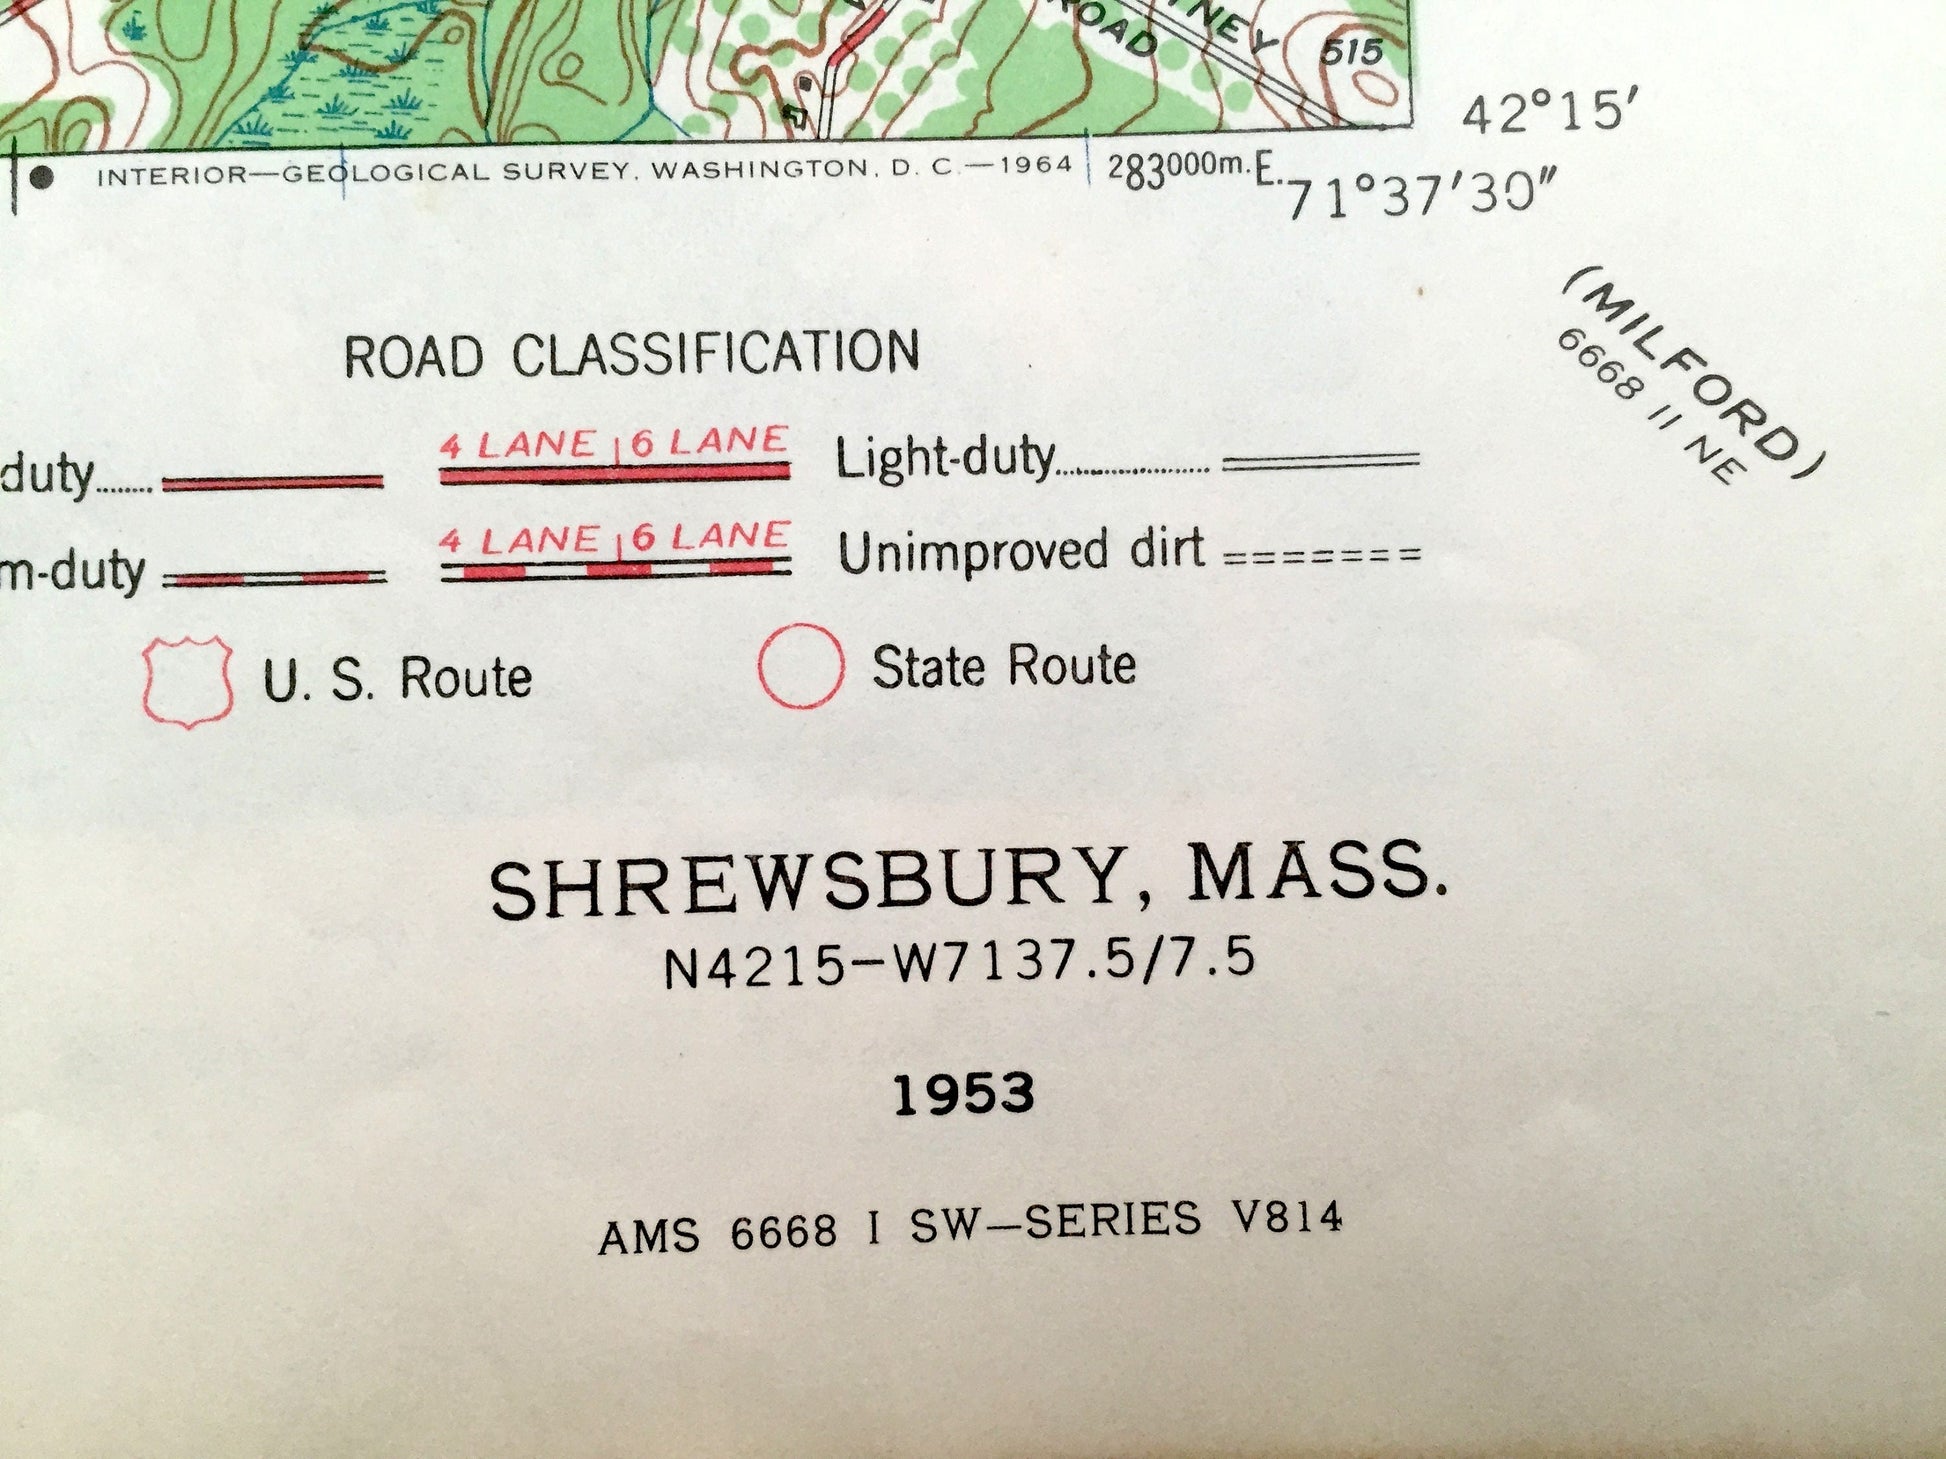 ROAD
TNEY
515
42°15′
INTERIOR—GEOLOGICAL SURVEY, WASHINGTON, D. C.—1964
283000m.E.
71°37′30″
(MILFORD)
6668 II NE
ROAD CLASSIFICATION
duty........ 4 LANE 6 LANE Light-duty....................
m-duty 4 LANE 6 LANE Unimproved dirt
U. S. Route State Route
SHREWSBURY, MASS.
N4215—W7137.5/7.5
1953
AMS 6668 I SW—SERIES V814